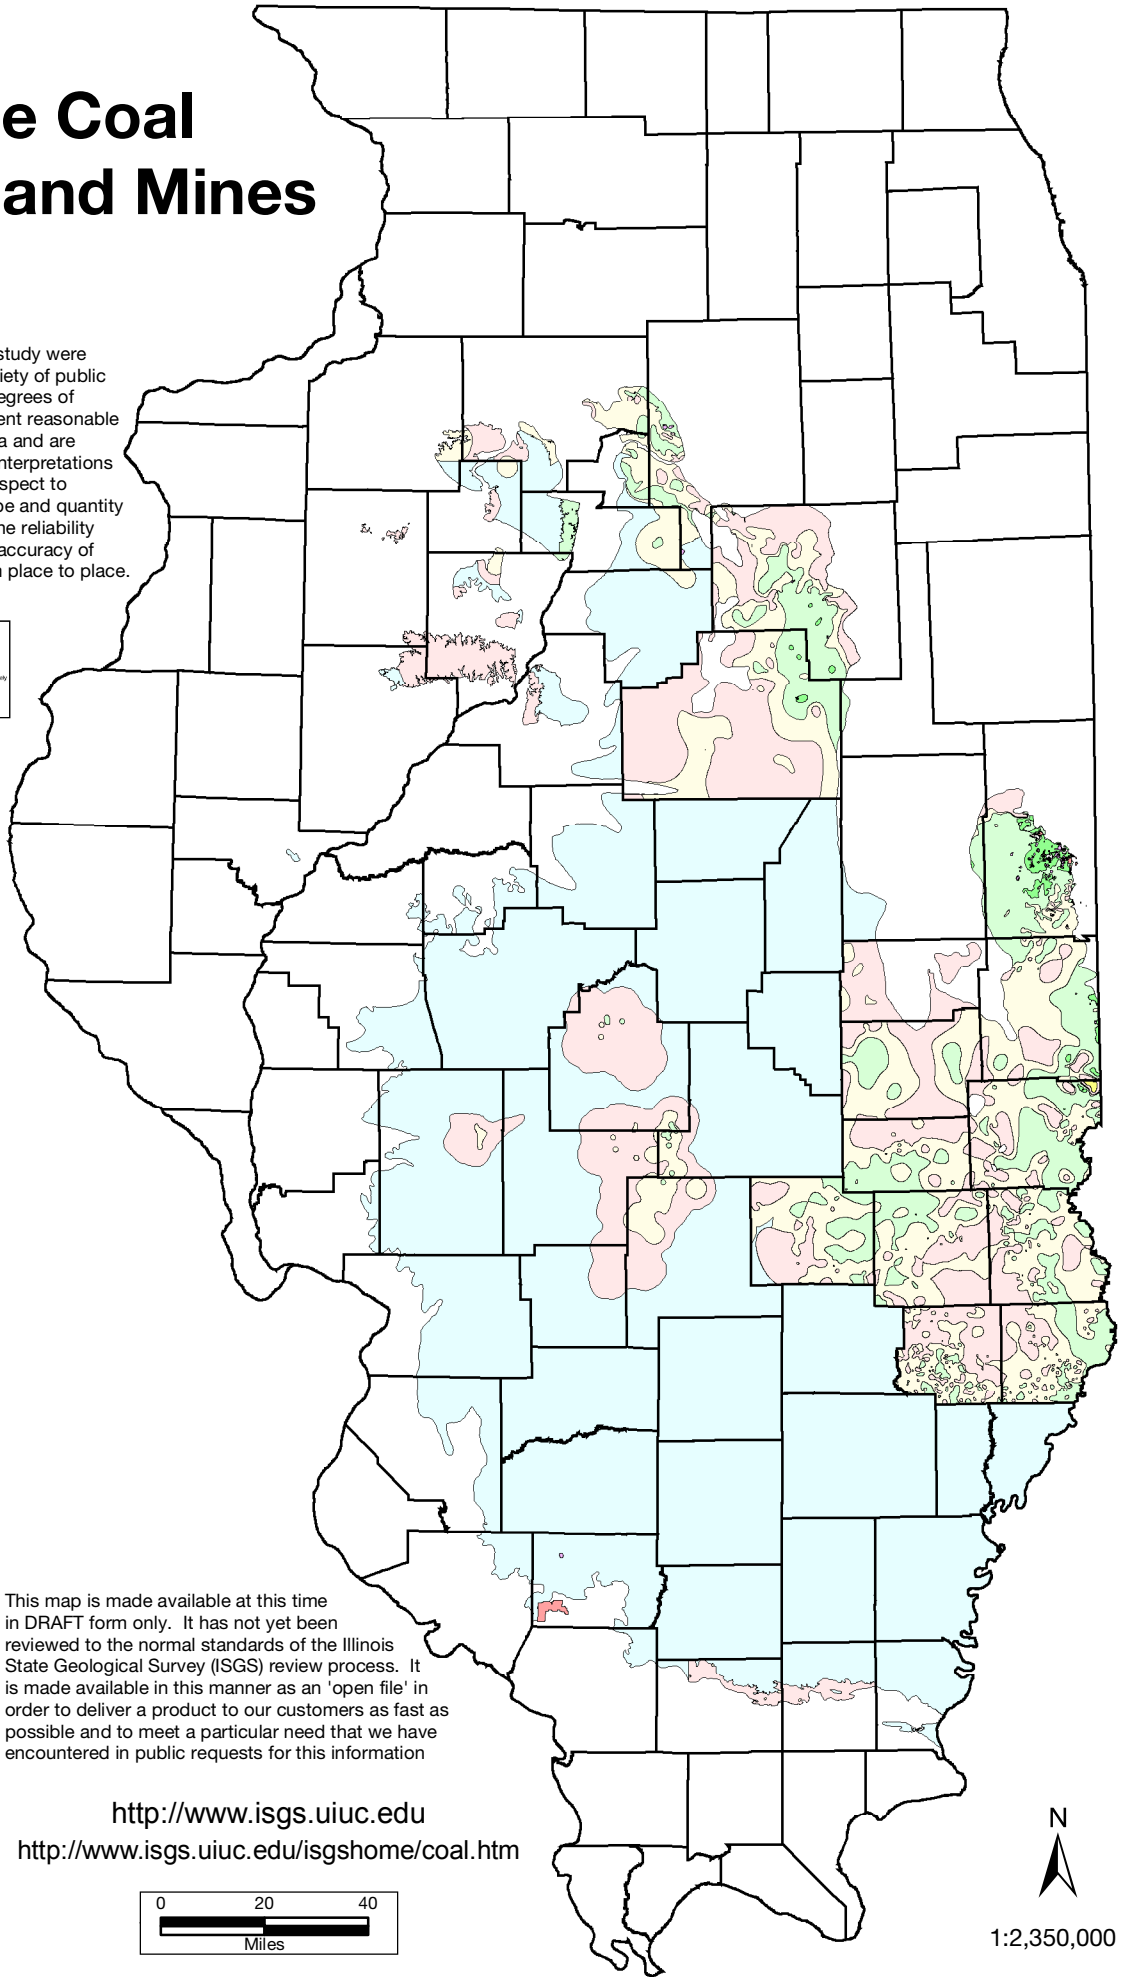 e Coal
and Mines
study were
iety of public
egrees of
ent reasonable
a and are
nterpretations
spect to
pe and quantity
ne reliability
accuracy of
n place to place.
This map is made available at this time
in DRAFT form only. It has not yet been
reviewed to the normal standards of the Illinois
State Geological Survey (ISGS) review process. It
is made available in this manner as an 'open file' in
order to deliver a product to our customers as fast as
possible and to meet a particular need that we have
encountered in public requests for this information
http://www.isgs.uiuc.edu
http://www.isgs.uiuc.edu/isgshome/coal.htm
0 20 40
Miles
N
1:2,350,000